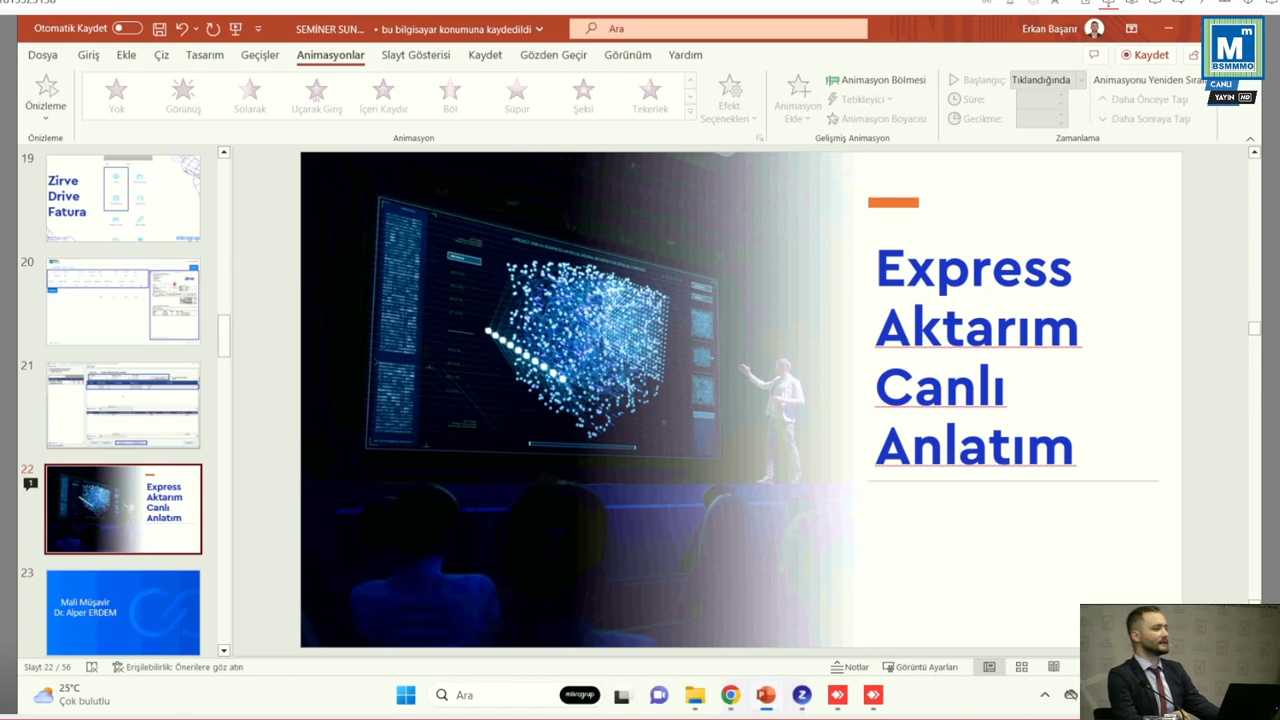 Otomatik Kaydet
SEMİNER SUN... • bu bilgisayar konumuna kaydedildi
Ara
Erkan Başarır
Dosya Giriş Ekle Çiz Tasarım Geçişler Animasyonlar Slayt Gösterisi Kaydet Gözden Geçir Görünüm Yardım
Kaydet
M m
BSMMMO
CANLI
YAYIN HD
Önizleme
Yok Görünüş Solarak Uçarak Giriş İçeri Kaydır Böl Süpür Şekil Tekerlek
Efekt
Seçenekleri
Animasyon
Ekle
Animasyon Bölmesi
Tetikleyici
Animasyon Boyacısı
Başlangıç: Tıklandığında
Süre:
Gecikme:
Animasyonu Yeniden Sıra
Daha Önceye Taşı
Daha Sonraya Taşı
Önizleme
Animasyon
Gelişmiş Animasyon
Zamanlama
19
Zirve
Drive
Fatura
mikrogrup
20
21
22
1
Express
Aktarım
Canlı
Anlatım
23
Mali Müşavir
Dr. Alper ERDEM
Express
Aktarım
Canlı
Anlatım
Slayt 22 / 56
Erişilebilirlik: Önerilere göz atın
Notlar
Görüntü Ayarları
25°C
Çok bulutlu
Ara
mikrogrup